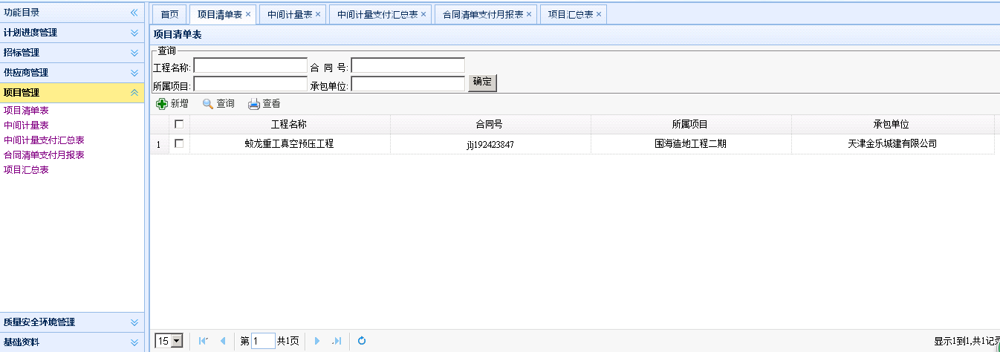 功能目录
计划进度管理
招标管理
供应商管理
项目管理
项目清单表
中间计量表
中间计量支付汇总表
合同清单支付月报表
项目汇总表
质量安全环境管理
基础资料
首页 项目清单表 中间计量表 中间计量支付汇总表 合同清单支付月报表 项目汇总表
项目清单表
查询
工程名称: 合 同 号:
所属项目: 承包单位: 确定
新增 查询 查看
工程名称 合同号 所属项目 承包单位
1 蛟龙重工真空预压工程 jlj192423847 围海造地工程二期 天津金乐城建有限公司
15 第 1 共1页 显示1到1,共1记录